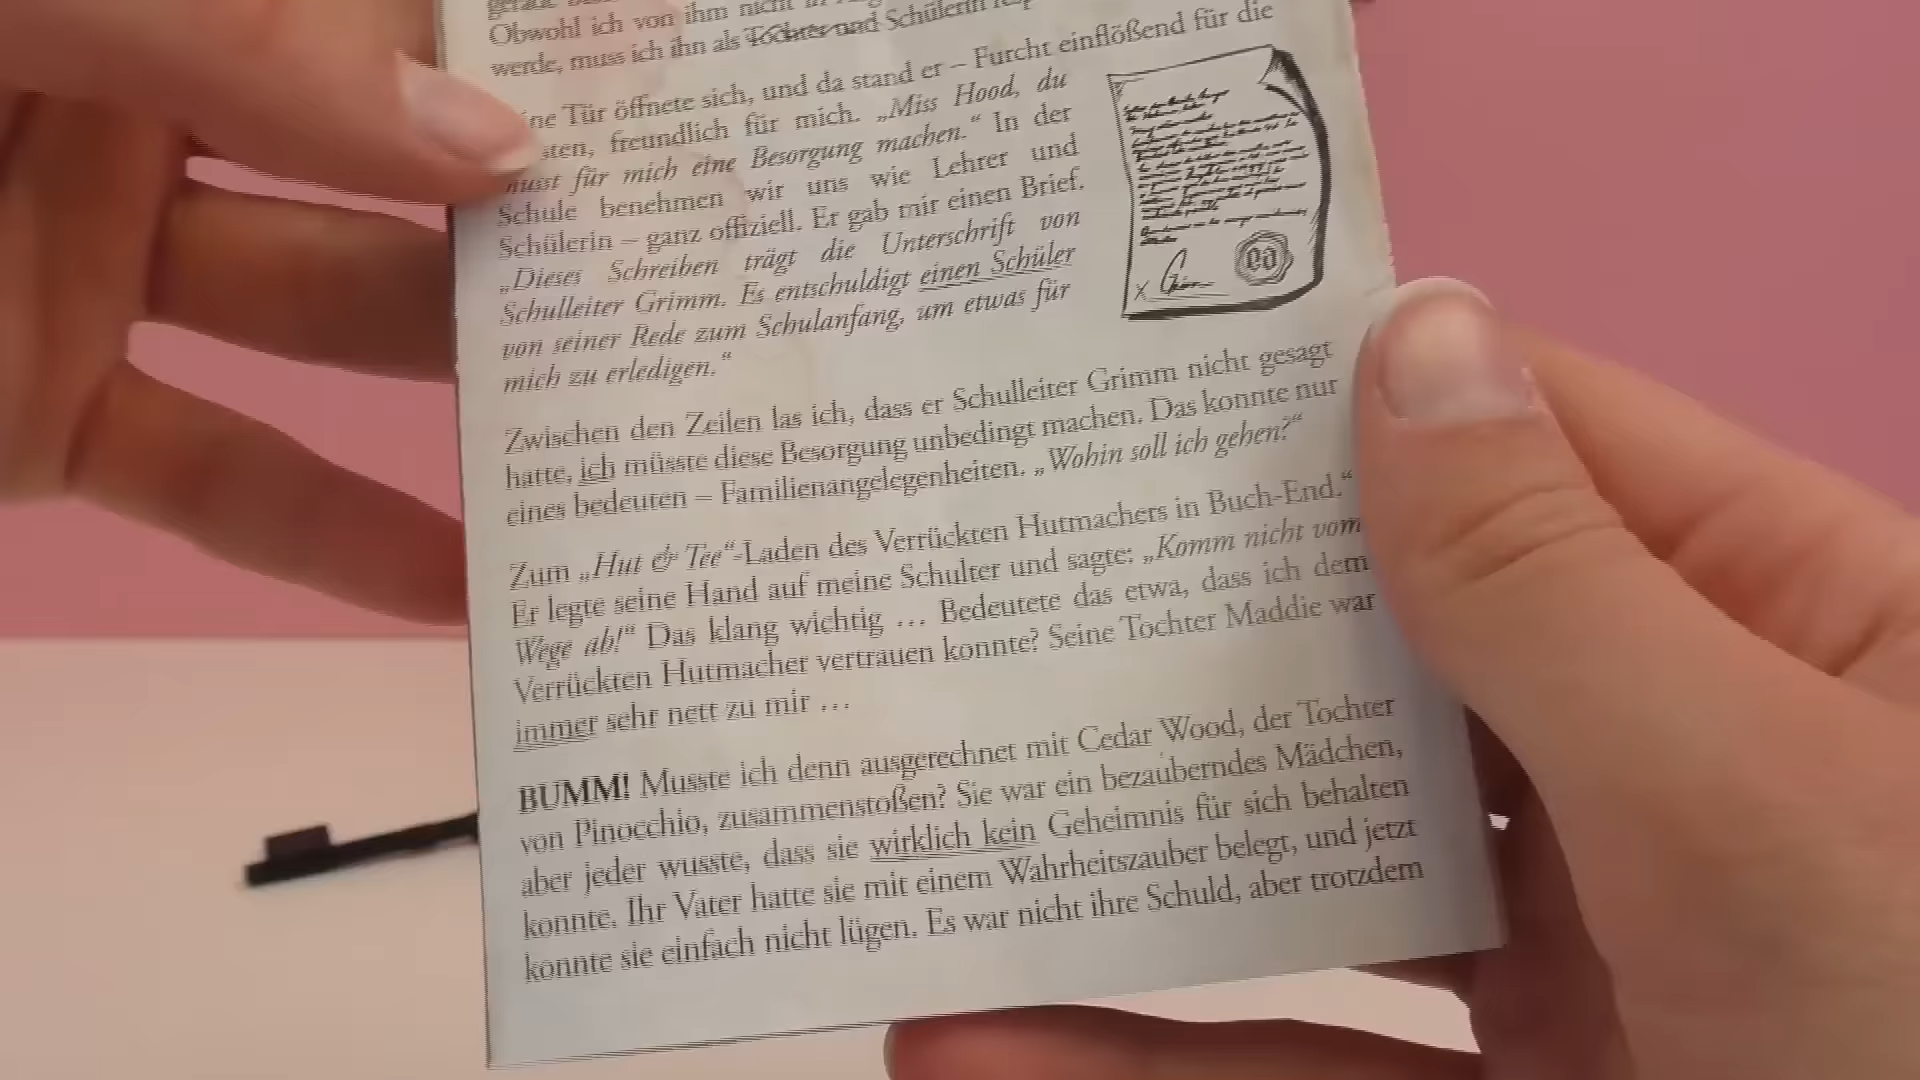 Obwohl ich von ihm nicht in
werde, muss ich ihn als Tochter und Schülerin
ine Tür öffnete sich, und da stand er – Furcht einflößend für die
sten, freundlich für mich. „Miss Hood, du
musst für mich eine Besorgung machen.“ In der
Schule benehmen wir uns wie Lehrer und
Schülerin – ganz offiziell. Er gab mir einen Brief.
„Dieses Schreiben trägt die Unterschrift von
Schulleiter Grimm. Es entschuldigt einen Schüler
von seiner Rede zum Schulanfang, um etwas für
mich zu erledigen.“
Zwischen den Zeilen las ich, dass er Schulleiter Grimm nicht gesagt
hatte, ich müsste diese Besorgung unbedingt machen. Das konnte nur
eines bedeuten – Familienangelegenheiten. „Wohin soll ich gehen?“
Zum „Hut & Tee“-Laden des Verrückten Hutmachers in Buch-End.“
Er legte seine Hand auf meine Schulter und sagte: „Komm nicht vom
Wege ab!“ Das klang wichtig … Bedeutete das etwa, dass ich dem
Verrückten Hutmacher vertrauen konnte? Seine Tochter Maddie war
immer sehr nett zu mir …
BUMM! Musste ich denn ausgerechnet mit Cedar Wood, der Tochter
von Pinocchio, zusammenstoßen? Sie war ein bezauberndes Mädchen,
aber jeder wusste, dass sie wirklich kein Geheimnis für sich behalten
konnte. Ihr Vater hatte sie mit einem Wahrheitszauber belegt, und jetzt
konnte sie einfach nicht lügen. Es war nicht ihre Schuld, aber trotzdem